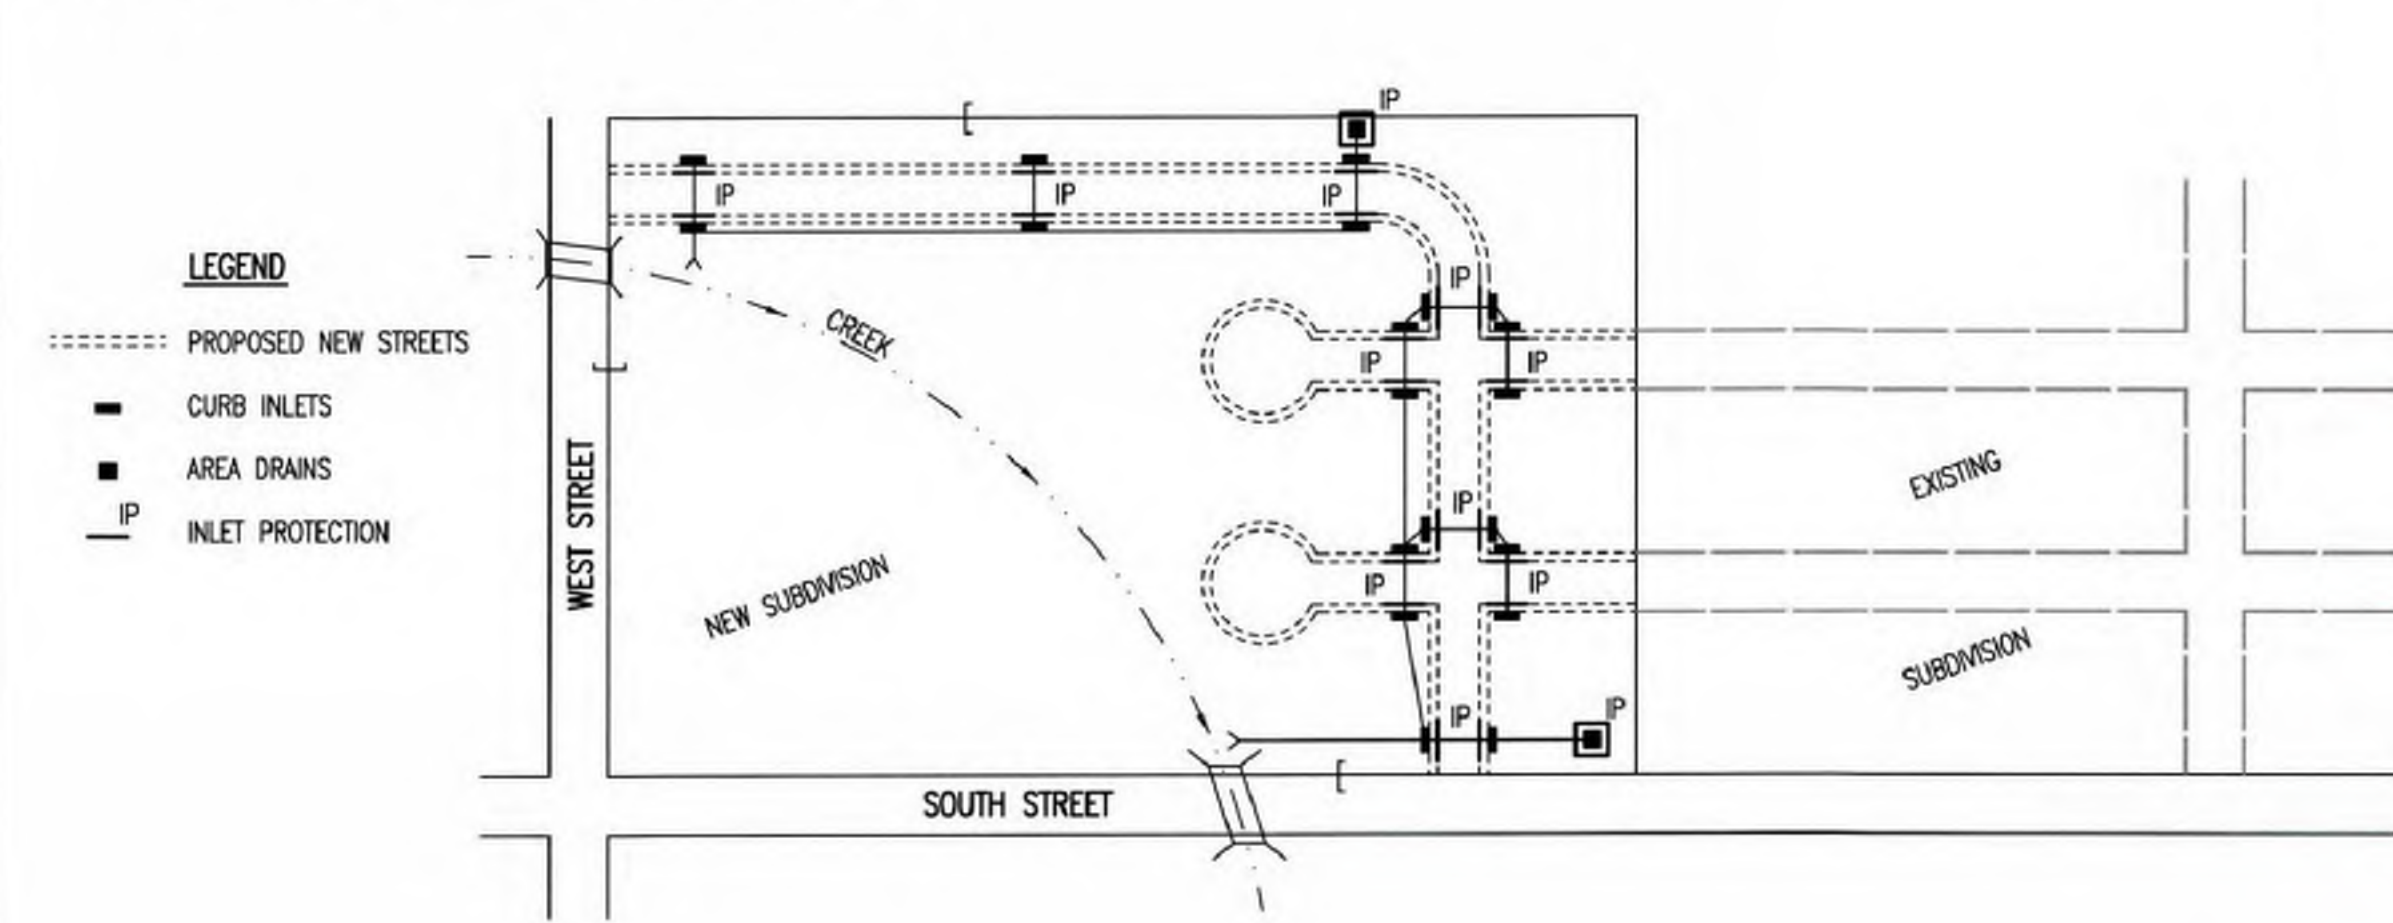 LEGEND
PROPOSED NEW STREETS
CURB INLETS
AREA DRAINS
IP
INLET PROTECTION
WEST STREET
CREEK
NEW SUBDIVISION
SOUTH STREET
IP
IP
IP
IP
IP
IP
IP
IP
IP
IP
IP
IP
EXISTING
SUBDIVISION